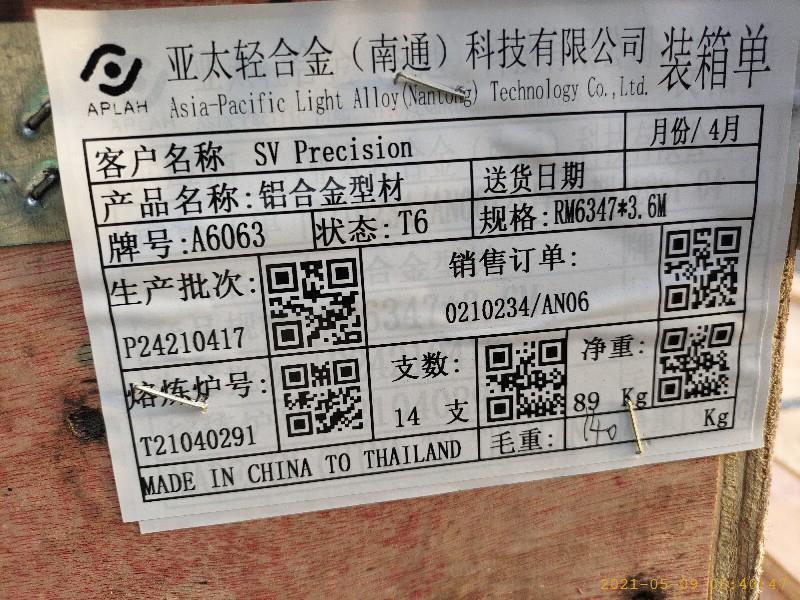 亚太轻合金（南通）科技有限公司 装箱单
APLAH
Asia-Pacific Light Alloy(Nantong) Technology Co.,Ltd.
客户名称 SV Precision 月份/4月
产品名称:铝合金型材 送货日期
牌号:A6063 状态:T6 规格:RM6347*3.6M
生产批次: 销售订单:
P24210417 0210234/AN06
熔炼炉号: 支数: 净重:
T21040291 14 支 89 Kg
毛重: 140 Kg
MADE IN CHINA TO THAILAND
2021-05-09 08:40:47